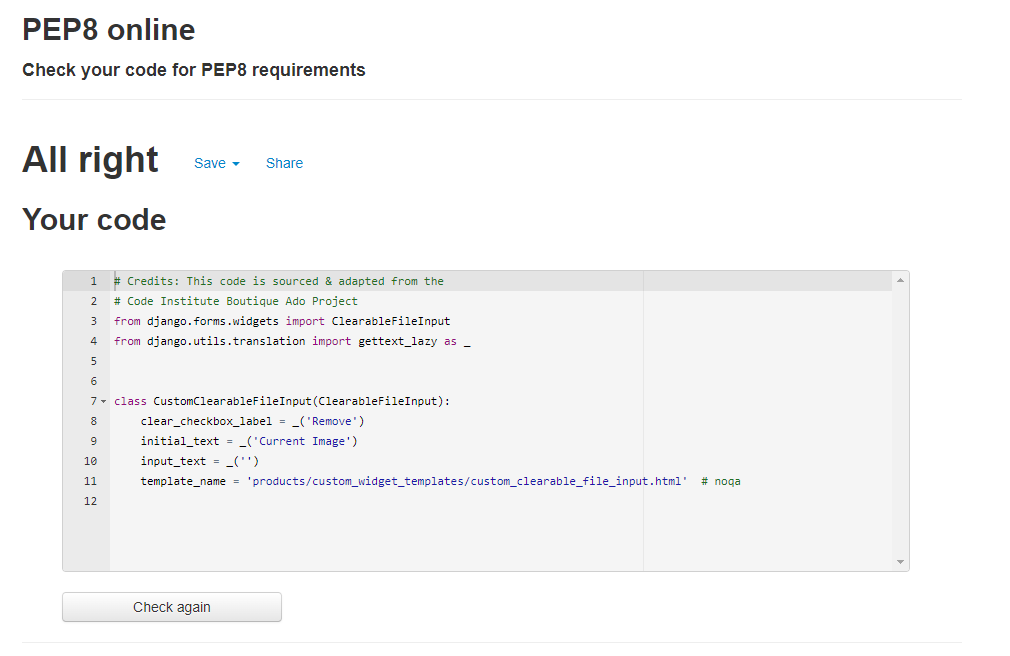 PEP8 online
Check your code for PEP8 requirements
All right Save Share
Your code
1 # Credits: This code is sourced & adapted from the
2 # Code Institute Boutique Ado Project
3 from django.forms.widgets import ClearableFileInput
4 from django.utils.translation import gettext_lazy as _
5
6
7 class CustomClearableFileInput(ClearableFileInput):
8     clear_checkbox_label = _('Remove')
9     initial_text = _('Current Image')
10     input_text = _('')
11     template_name = 'products/custom_widget_templates/custom_clearable_file_input.html'  # noqa
12
Check again